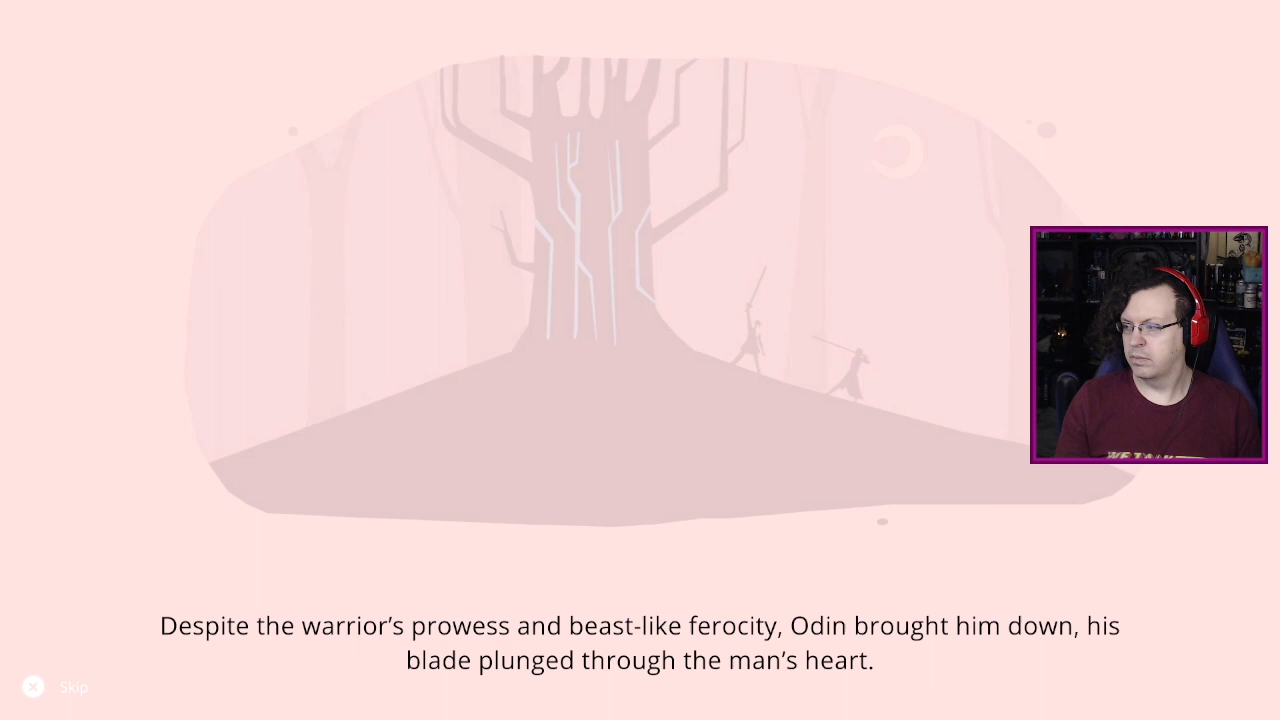 Despite the warrior’s prowess and beast-like ferocity, Odin brought him down, his
blade plunged through the man’s heart.
Skip